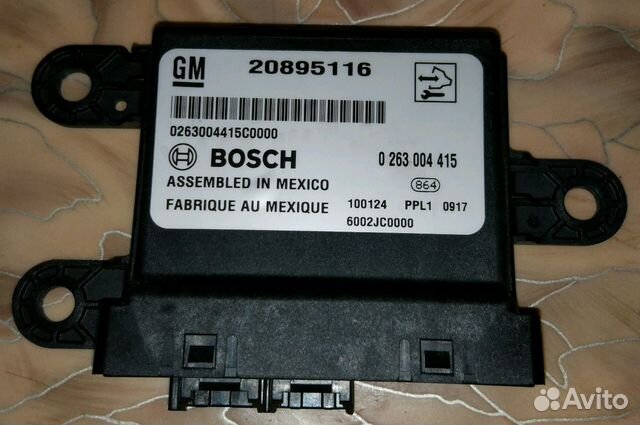 GM 20895116
0263004415C0000
BOSCH 0 263 004 415
ASSEMBLED IN MEXICO 864
FABRIQUE AU MEXIQUE 100124 PPL1 0917
6002JC0000
Avito